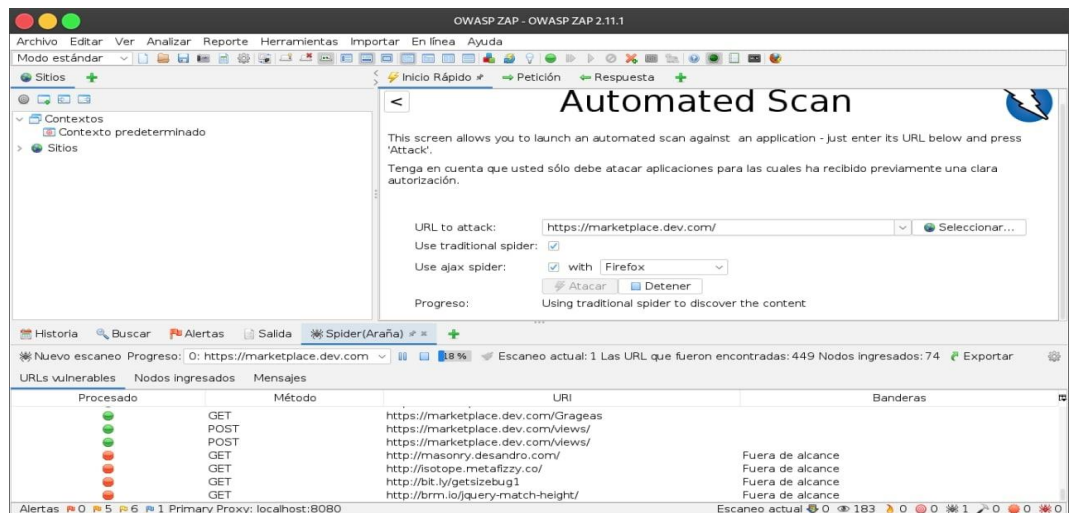 OWASP ZAP - OWASP ZAP 2.11.1
Archivo Editar Ver Analizar Reporte Herramientas Importar En línea Ayuda
Modo estándar
Sitios
Inicio Rápido Petición Respuesta
Contextos
Contexto predeterminado
Sitios
<
Automated Scan
This screen allows you to launch an automated scan against an application - just enter its URL below and press
'Attack'.
Tenga en cuenta que usted sólo debe atacar aplicaciones para las cuales ha recibido previamente una clara
autorización.
URL to attack: https://marketplace.dev.com/ Seleccionar...
Use traditional spider:
Use ajax spider: with Firefox
Atacar Detener
Progreso: Using traditional spider to discover the content
Historia Buscar Alertas Salida Spider(Araña)
Nuevo escaneo Progreso: 0: https://marketplace.dev.com 18% Escaneo actual: 1 Las URL que fueron encontradas: 449 Nodos ingresados: 74 Exportar
URLs vulnerables Nodos ingresados Mensajes
Procesado Método URI Banderas
GET https://marketplace.dev.com/Grageas
POST https://marketplace.dev.com/views/
POST https://marketplace.dev.com/views/
GET http://masonry.desandro.com/ Fuera de alcance
GET http://isotope.metafizzy.co/ Fuera de alcance
GET http://bit.ly/getsizebug1 Fuera de alcance
GET http://brm.io/jquery-match-height/ Fuera de alcance
Alertas 0 5 6 1 Primary Proxy: localhost:8080 Escaneo actual 0 183 0 0 1 0 0 0